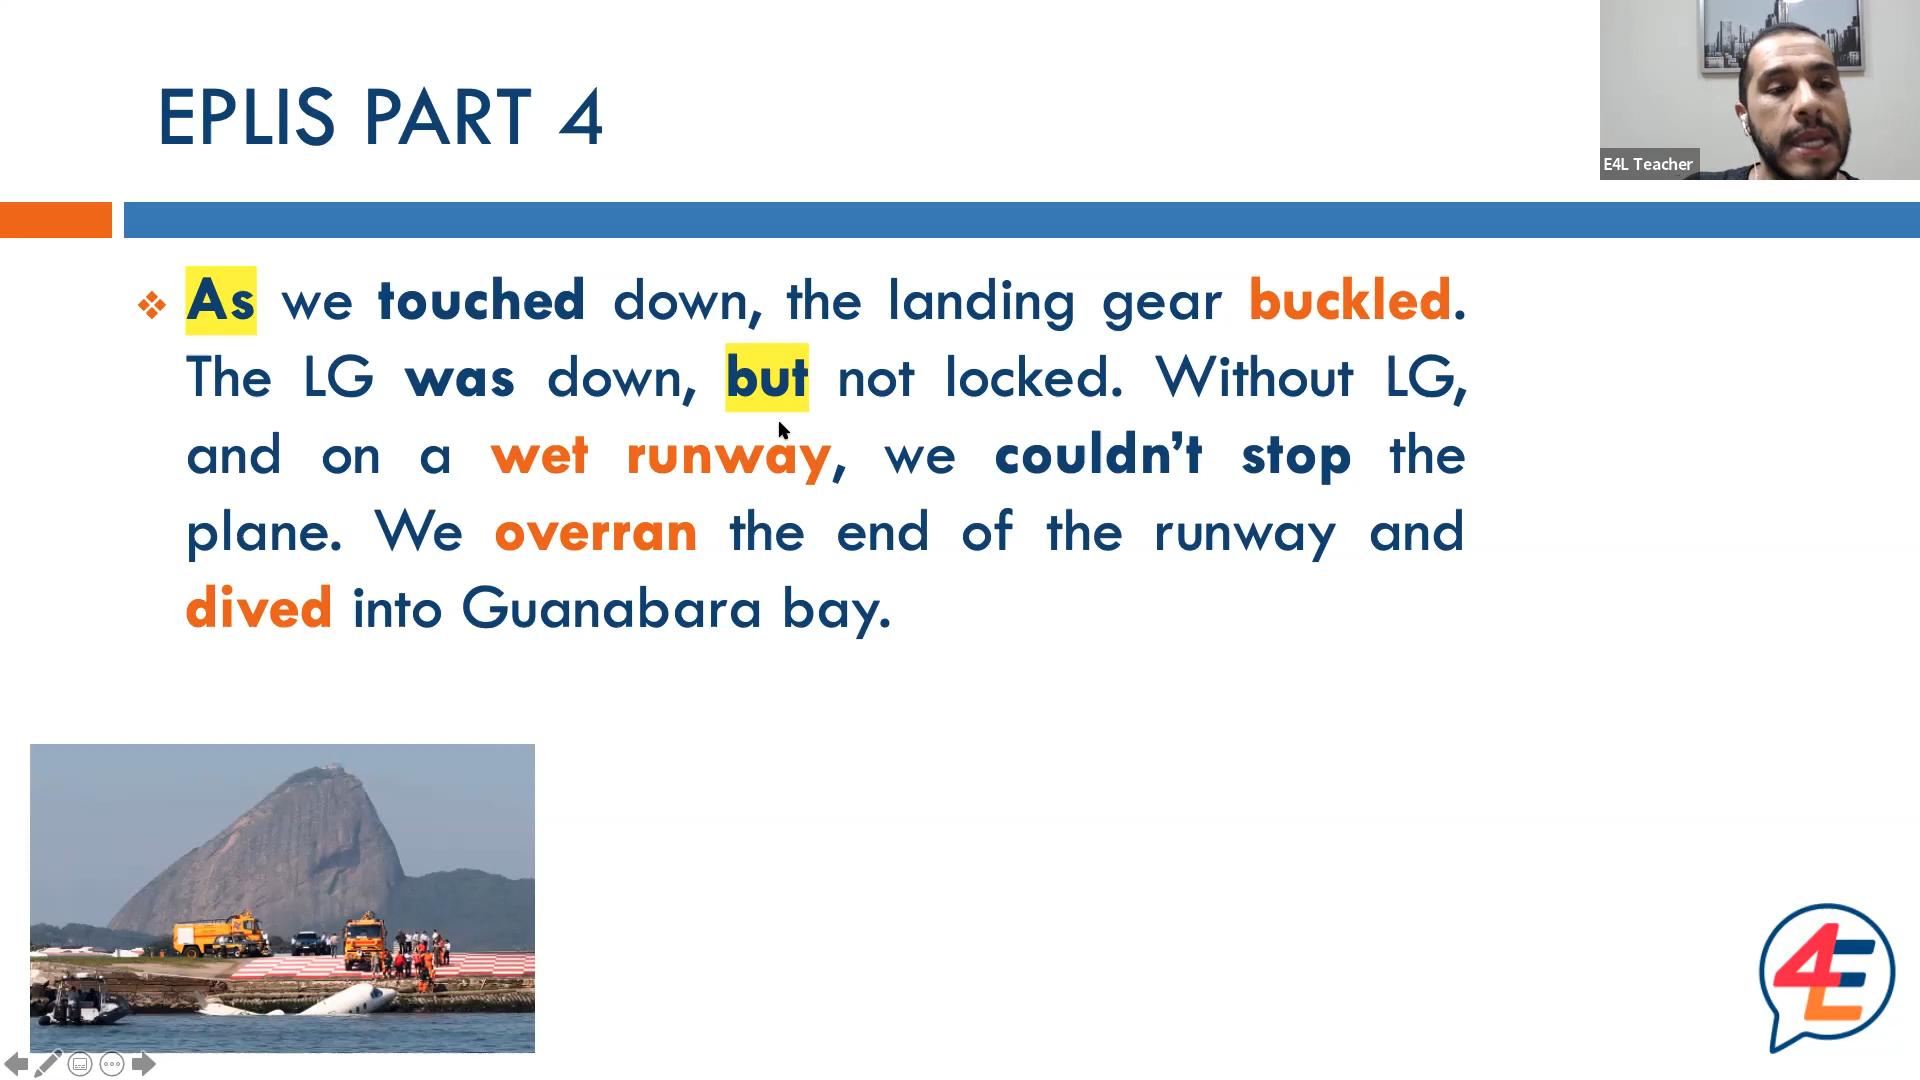 EPLIS PART 4
E4L Teacher
As we touched down, the landing gear buckled.
The LG was down, but not locked. Without LG,
and on a wet runway, we couldn't stop the
plane. We overran the end of the runway and
dived into Guanabara bay.
4EL